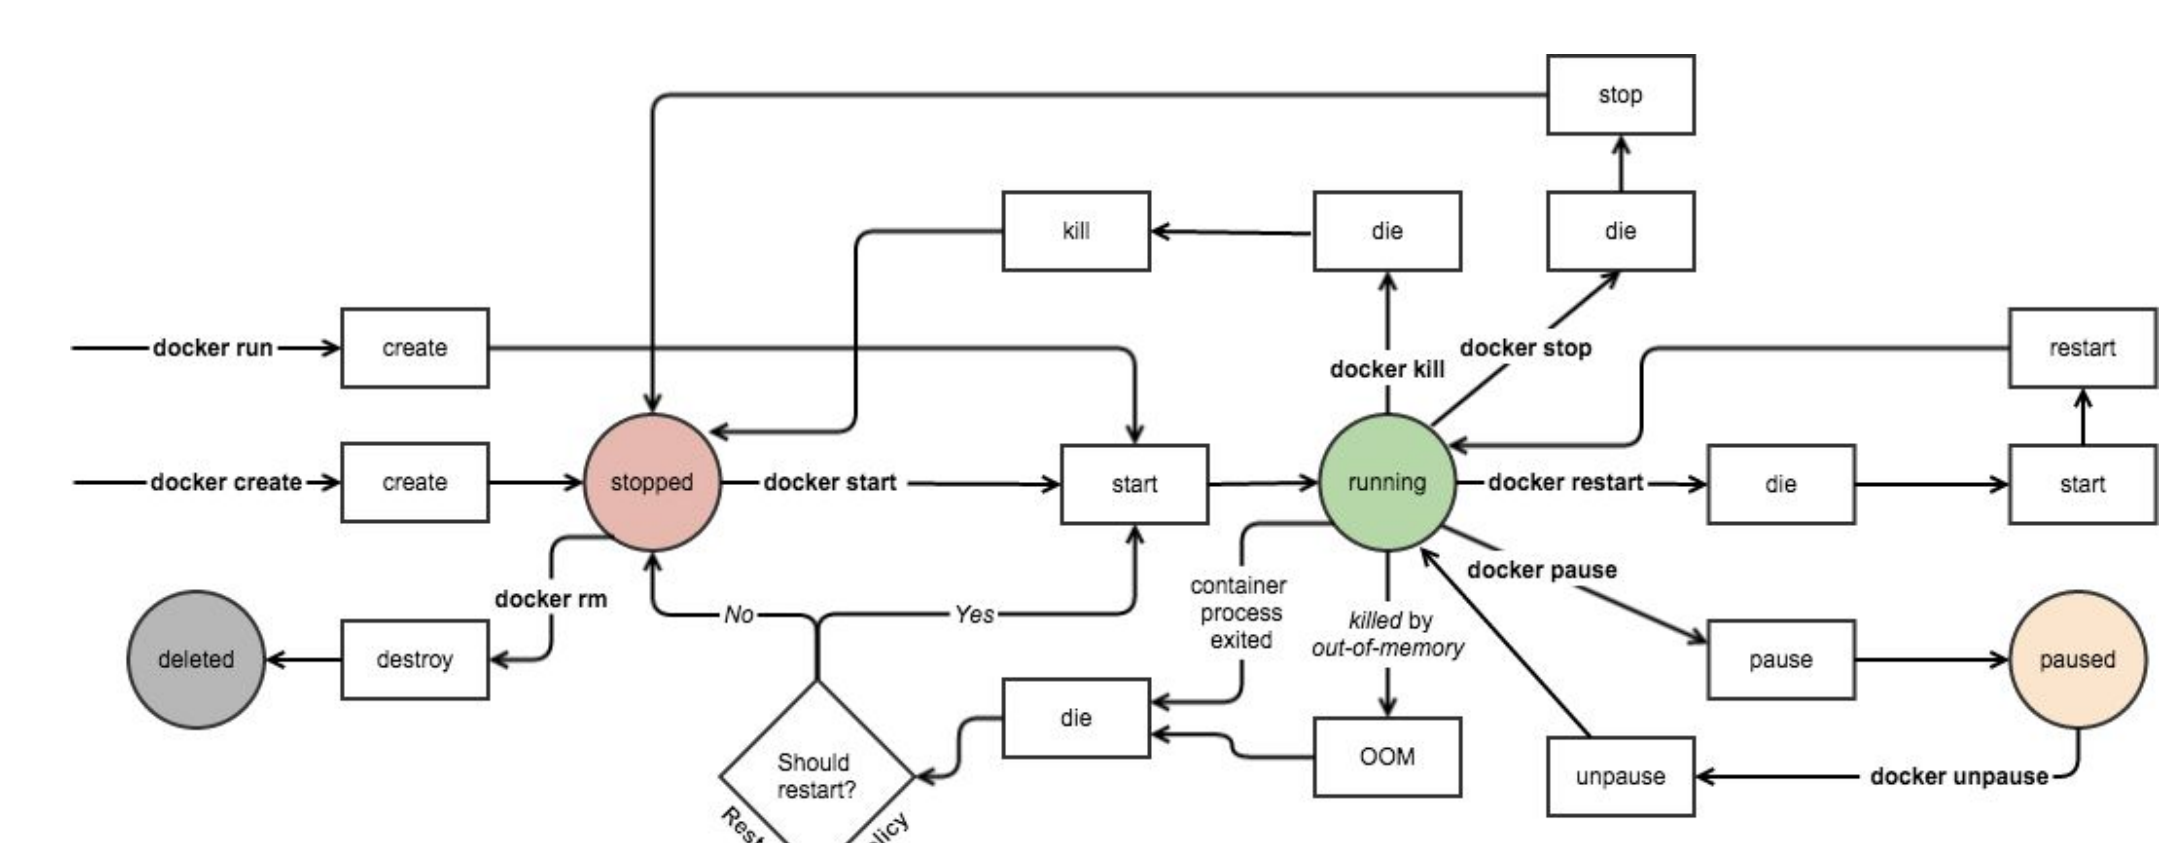 stop
kill
die
die
docker run
create
docker kill
docker stop
restart
docker create
create
stopped
docker start
start
running
docker restart
die
start
docker rm
No
Yes
container
process
exited
killed by
out-of-memory
docker pause
deleted
destroy
pause
paused
die
Should
restart?
OOM
unpause
docker unpause